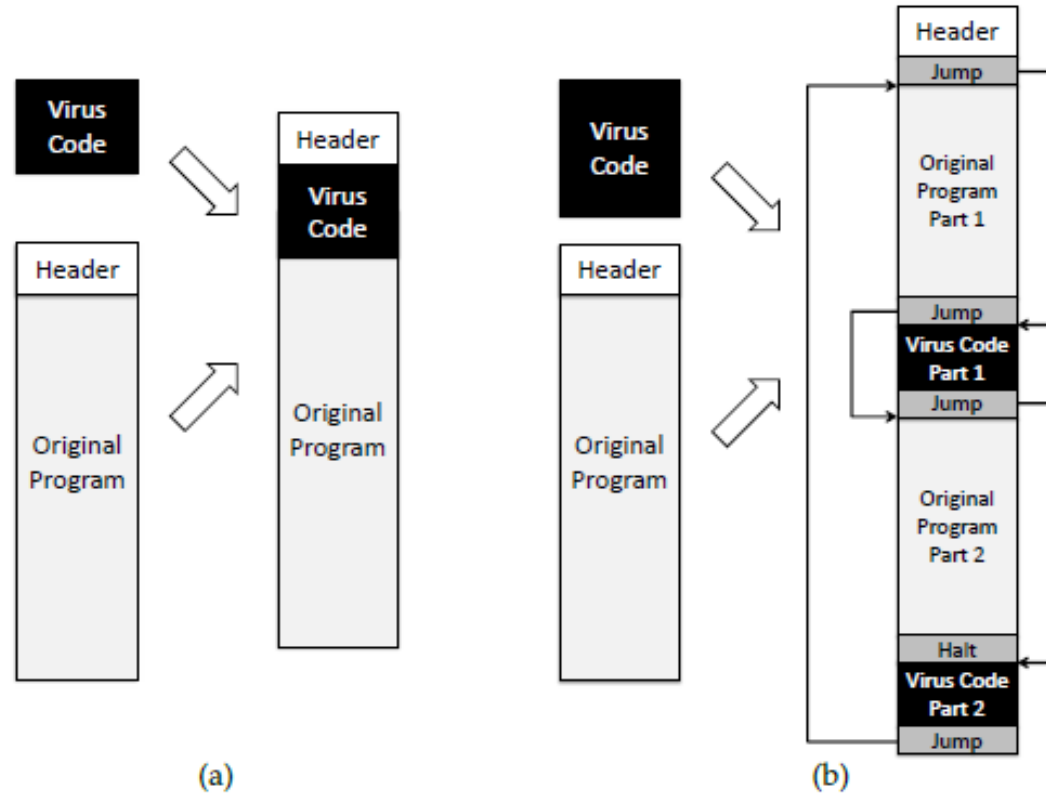 Virus
Code
Header
Original
Program
Header
Virus
Code
Original
Program
(a)
Virus
Code
Header
Original
Program
Header
Jump
Original
Program
Part 1
Jump
Virus Code
Part 1
Jump
Original
Program
Part 2
Halt
Virus Code
Part 2
Jump
(b)